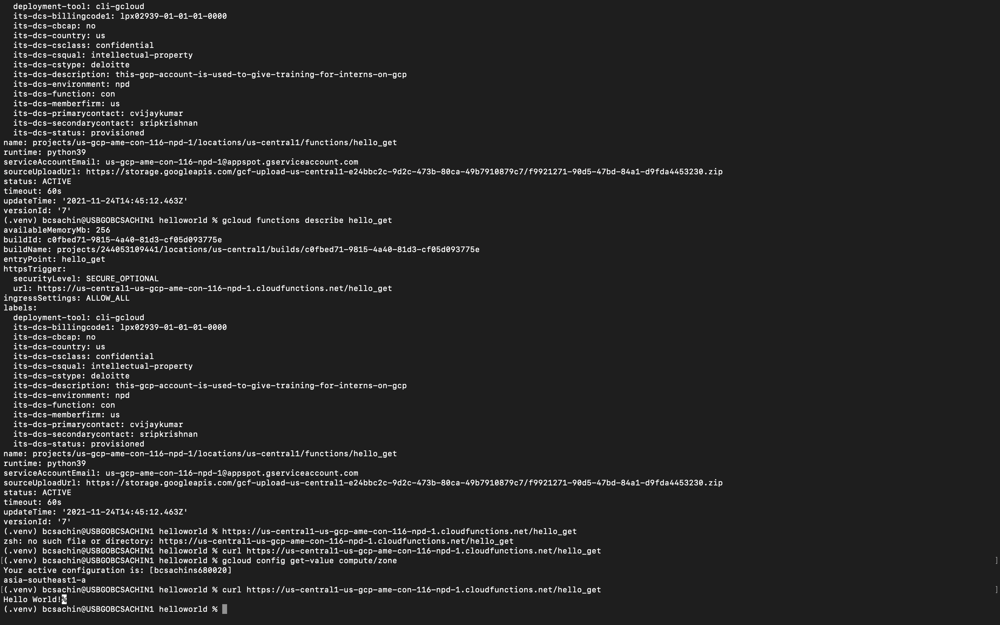 deployment-tool: cli-gcloud
  its-dcs-billingcode1: lpx02939-01-01-01-0000
  its-dcs-cbcap: no
  its-dcs-country: us
  its-dcs-csclass: confidential
  its-dcs-csqual: intellectual-property
  its-dcs-cstype: deloitte
  its-dcs-description: this-gcp-account-is-used-to-give-training-for-interns-on-gcp
  its-dcs-environment: npd
  its-dcs-function: con
  its-dcs-memberfirm: us
  its-dcs-primarycontact: cvijaykumar
  its-dcs-secondarycontact: sripkrishnan
  its-dcs-status: provisioned
name: projects/us-gcp-ame-con-116-npd-1/locations/us-central1/functions/hello_get
runtime: python39
serviceAccountEmail: us-gcp-ame-con-116-npd-1@appspot.gserviceaccount.com
sourceUploadUrl: https://storage.googleapis.com/gcf-upload-us-central1-e24bbc2c-9d2c-473b-80ca-49b7910879c7/f9921271-90d5-47bd-84a1-d9fda4453230.zip
status: ACTIVE
timeout: 60s
updateTime: '2021-11-24T14:45:12.463Z'
versionId: '7'
(.venv) bcsachin@USBGOBCSACHIN1 helloworld % gcloud functions describe hello_get
availableMemoryMb: 256
buildId: c0fbed71-9815-4a40-81d3-cf05d093775e
buildName: projects/244053109441/locations/us-central1/builds/c0fbed71-9815-4a40-81d3-cf05d093775e
entryPoint: hello_get
httpsTrigger:
  securityLevel: SECURE_OPTIONAL
  url: https://us-central1-us-gcp-ame-con-116-npd-1.cloudfunctions.net/hello_get
ingressSettings: ALLOW_ALL
labels:
  deployment-tool: cli-gcloud
  its-dcs-billingcode1: lpx02939-01-01-01-0000
  its-dcs-cbcap: no
  its-dcs-country: us
  its-dcs-csclass: confidential
  its-dcs-csqual: intellectual-property
  its-dcs-cstype: deloitte
  its-dcs-description: this-gcp-account-is-used-to-give-training-for-interns-on-gcp
  its-dcs-environment: npd
  its-dcs-function: con
  its-dcs-memberfirm: us
  its-dcs-primarycontact: cvijaykumar
  its-dcs-secondarycontact: sripkrishnan
  its-dcs-status: provisioned
name: projects/us-gcp-ame-con-116-npd-1/locations/us-central1/functions/hello_get
runtime: python39
serviceAccountEmail: us-gcp-ame-con-116-npd-1@appspot.gserviceaccount.com
sourceUploadUrl: https://storage.googleapis.com/gcf-upload-us-central1-e24bbc2c-9d2c-473b-80ca-49b7910879c7/f9921271-90d5-47bd-84a1-d9fda4453230.zip
status: ACTIVE
timeout: 60s
updateTime: '2021-11-24T14:45:12.463Z'
versionId: '7'
(.venv) bcsachin@USBGOBCSACHIN1 helloworld % https://us-central1-us-gcp-ame-con-116-npd-1.cloudfunctions.net/hello_get
zsh: no such file or directory: https://us-central1-us-gcp-ame-con-116-npd-1.cloudfunctions.net/hello_get
(.venv) bcsachin@USBGOBCSACHIN1 helloworld % curl https://us-central1-us-gcp-ame-con-116-npd-1.cloudfunctions.net/hello_get
[(.venv) bcsachin@USBGOBCSACHIN1 helloworld % gcloud config get-value compute/zone ]
Your active configuration is: [bcsachins680020]
asia-southeast1-a
[(.venv) bcsachin@USBGOBCSACHIN1 helloworld % curl https://us-central1-us-gcp-ame-con-116-npd-1.cloudfunctions.net/hello_get ]
Hello World!%
(.venv) bcsachin@USBGOBCSACHIN1 helloworld %